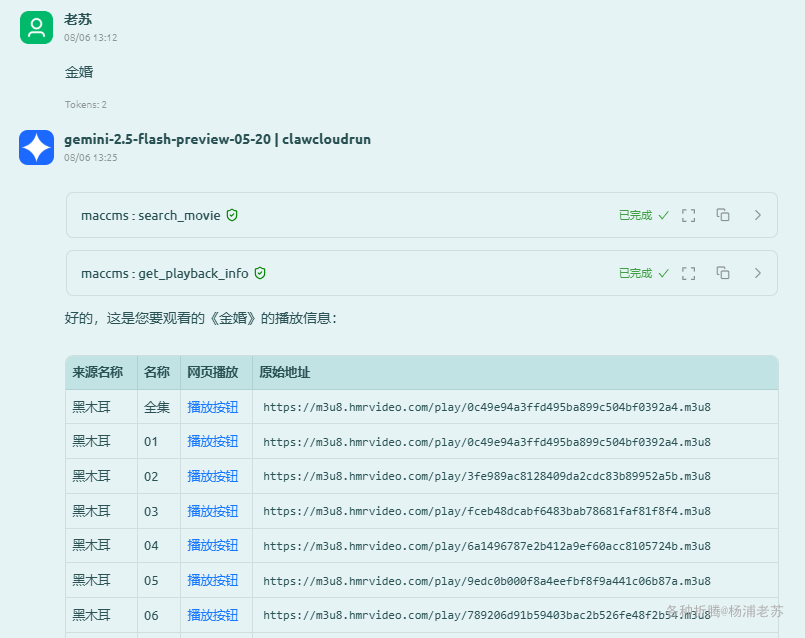 老苏
08/06 13:12
金婚
Tokens: 2
gemini-2.5-flash-preview-05-20 | clawcloudrun
08/06 13:25
maccms : search_movie 已完成
maccms : get_playback_info 已完成
好的，这是您要观看的《金婚》的播放信息：
来源名称 名称 网页播放 原始地址
黑木耳 全集 播放按钮 https://m3u8.hmrvideo.com/play/0c49e94a3ffd495ba899c504bf0392a4.m3u8
黑木耳 01 播放按钮 https://m3u8.hmrvideo.com/play/0c49e94a3ffd495ba899c504bf0392a4.m3u8
黑木耳 02 播放按钮 https://m3u8.hmrvideo.com/play/3fe989ac8128409da2cdc83b89952a5b.m3u8
黑木耳 03 播放按钮 https://m3u8.hmrvideo.com/play/fceb48dcabf6483bab78681faf81f8f4.m3u8
黑木耳 04 播放按钮 https://m3u8.hmrvideo.com/play/6a1496787e2b412a9ef60acc8105724b.m3u8
黑木耳 05 播放按钮 https://m3u8.hmrvideo.com/play/9edc0b000f8a4eefbf8f9a441c06b87a.m3u8
黑木耳 06 播放按钮 https://m3u8.hmrvideo.com/play/789206d91b59403bac2b526fe48f2b54.m3u8
各种折腾@杨浦老苏